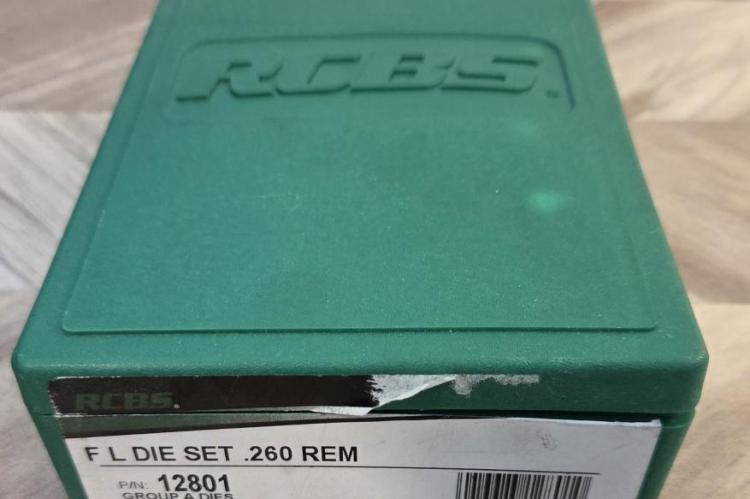 RCBS®
RCBS.
F L DIE SET .260 REM
P/N: 12801
GROUP A DIES